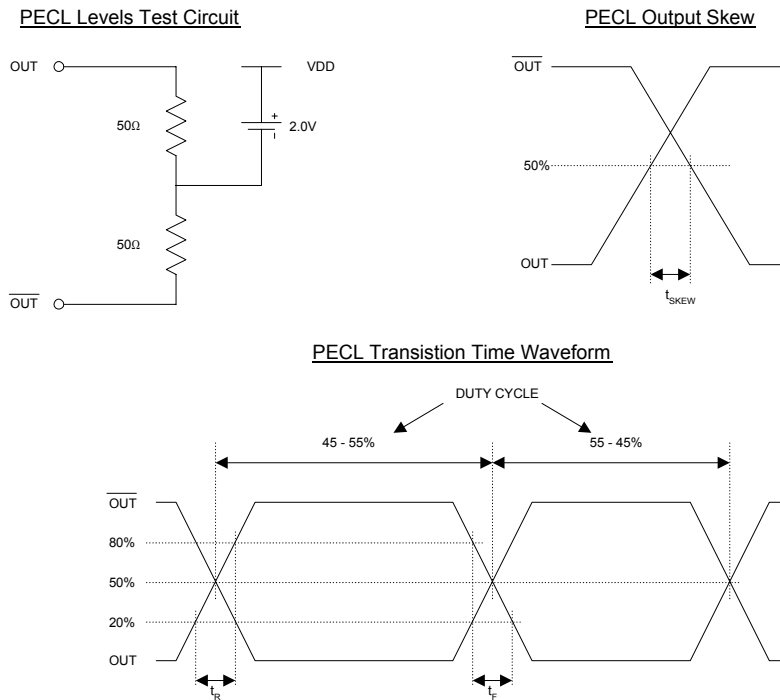 PECL Levels Test Circuit
OUT
VDD
50Ω
+
2.0V
50Ω
OUT
PECL Output Skew
OUT
50%
OUT
tSKEW
PECL Transistion Time Waveform
DUTY CYCLE
45 - 55%
55 - 45%
OUT
80%
50%
20%
OUT
tR
tF